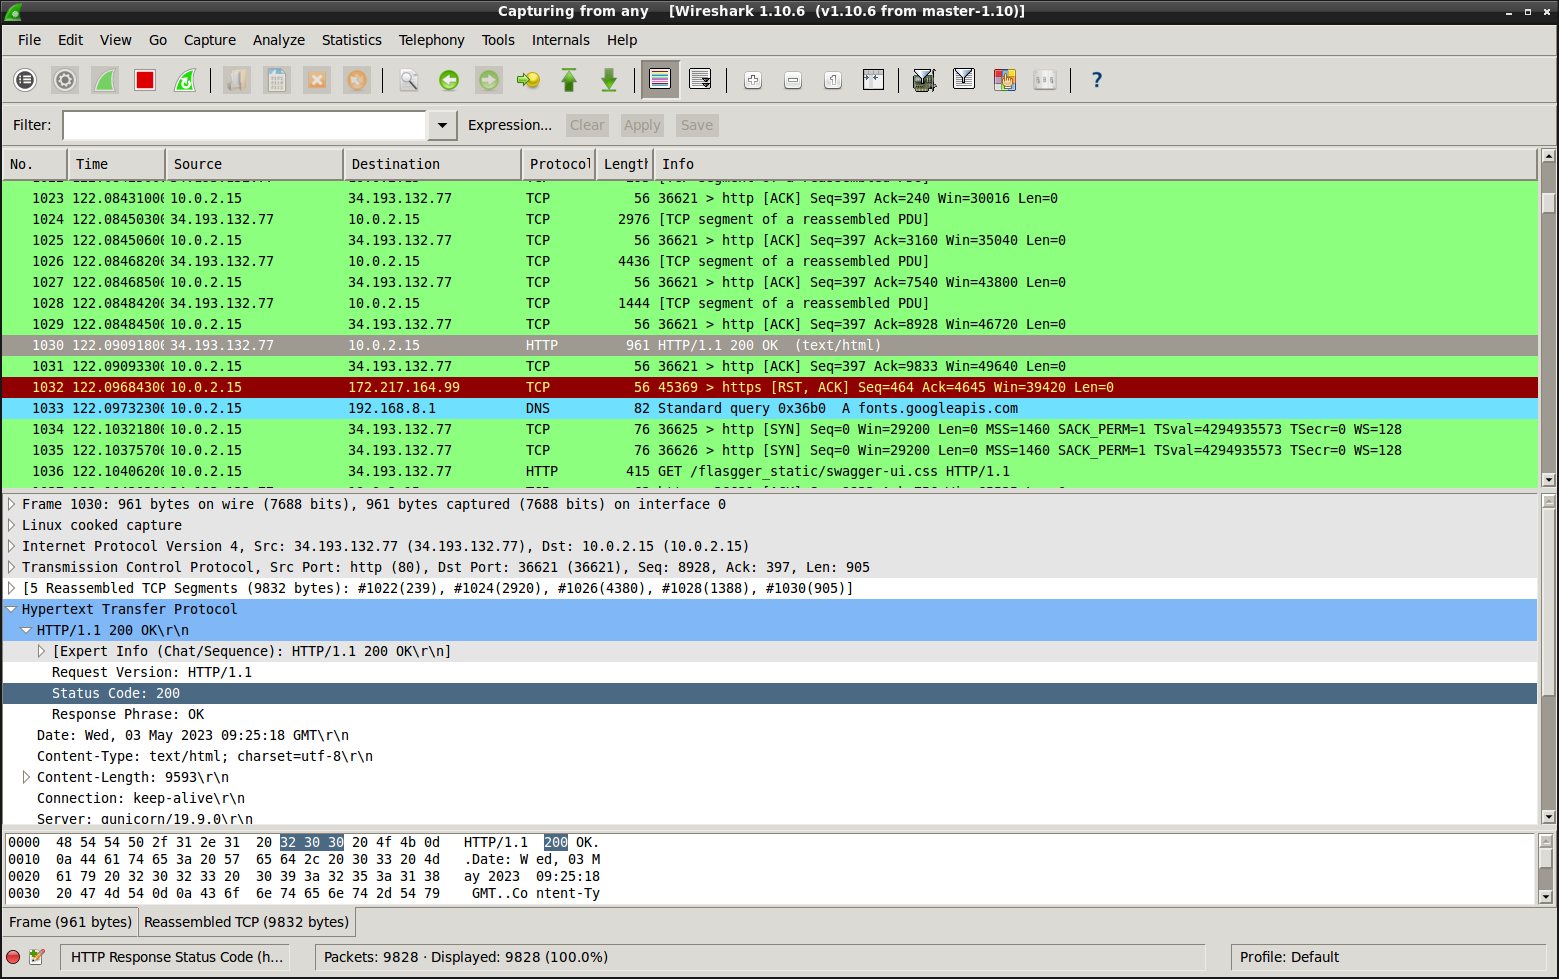 Capturing from any [Wireshark 1.10.6 (v1.10.6 from master-1.10)]
File Edit View Go Capture Analyze Statistics Telephony Tools Internals Help
Filter: Expression... Clear Apply Save
No. Time Source Destination Protocol Length Info
1023 122.08431000 10.0.2.15 34.193.132.77 TCP 56 36621 > http [ACK] Seq=397 Ack=240 Win=30016 Len=0
1024 122.08450300 34.193.132.77 10.0.2.15 TCP 2976 [TCP segment of a reassembled PDU]
1025 122.08450600 10.0.2.15 34.193.132.77 TCP 56 36621 > http [ACK] Seq=397 Ack=3160 Win=35040 Len=0
1026 122.08468200 34.193.132.77 10.0.2.15 TCP 4436 [TCP segment of a reassembled PDU]
1027 122.08468500 10.0.2.15 34.193.132.77 TCP 56 36621 > http [ACK] Seq=397 Ack=7540 Win=43800 Len=0
1028 122.08484200 34.193.132.77 10.0.2.15 TCP 1444 [TCP segment of a reassembled PDU]
1029 122.08484500 10.0.2.15 34.193.132.77 TCP 56 36621 > http [ACK] Seq=397 Ack=8928 Win=46720 Len=0
1030 122.09091800 34.193.132.77 10.0.2.15 HTTP 961 HTTP/1.1 200 OK (text/html)
1031 122.09093300 10.0.2.15 34.193.132.77 TCP 56 36621 > http [ACK] Seq=397 Ack=9833 Win=49640 Len=0
1032 122.09684300 10.0.2.15 172.217.164.99 TCP 56 45369 > https [RST, ACK] Seq=464 Ack=4645 Win=39420 Len=0
1033 122.09732300 10.0.2.15 192.168.8.1 DNS 82 Standard query 0x36b0 A fonts.googleapis.com
1034 122.10321800 10.0.2.15 34.193.132.77 TCP 76 36625 > http [SYN] Seq=0 Win=29200 Len=0 MSS=1460 SACK_PERM=1 TSval=4294935573 TSecr=0 WS=128
1035 122.10375700 10.0.2.15 34.193.132.77 TCP 76 36626 > http [SYN] Seq=0 Win=29200 Len=0 MSS=1460 SACK_PERM=1 TSval=4294935573 TSecr=0 WS=128
1036 122.10406200 10.0.2.15 34.193.132.77 HTTP 415 GET /flasgger_static/swagger-ui.css HTTP/1.1
Frame 1030: 961 bytes on wire (7688 bits), 961 bytes captured (7688 bits) on interface 0
Linux cooked capture
Internet Protocol Version 4, Src: 34.193.132.77 (34.193.132.77), Dst: 10.0.2.15 (10.0.2.15)
Transmission Control Protocol, Src Port: http (80), Dst Port: 36621 (36621), Seq: 8928, Ack: 397, Len: 905
[5 Reassembled TCP Segments (9832 bytes): #1022(239), #1024(2920), #1026(4380), #1028(1388), #1030(905)]
Hypertext Transfer Protocol
HTTP/1.1 200 OK\r\n
[Expert Info (Chat/Sequence): HTTP/1.1 200 OK\r\n]
Request Version: HTTP/1.1
Status Code: 200
Response Phrase: OK
Date: Wed, 03 May 2023 09:25:18 GMT\r\n
Content-Type: text/html; charset=utf-8\r\n
Content-Length: 9593\r\n
Connection: keep-alive\r\n
Server: gunicorn/19.9.0\r\n
0000 48 54 54 50 2f 31 2e 31 20 32 30 30 20 4f 4b 0d HTTP/1.1 200 OK.
0010 0a 44 61 74 65 3a 20 57 65 64 2c 20 30 33 20 4d .Date: W ed, 03 M
0020 61 79 20 32 30 32 33 20 30 39 3a 32 35 3a 31 38 ay 2023 09:25:18
0030 20 47 4d 54 0d 0a 43 6f 6e 74 65 6e 74 2d 54 79 GMT..Co ntent-Ty
Frame (961 bytes) Reassembled TCP (9832 bytes)
HTTP Response Status Code (h... Packets: 9828 · Displayed: 9828 (100.0%) Profile: Default